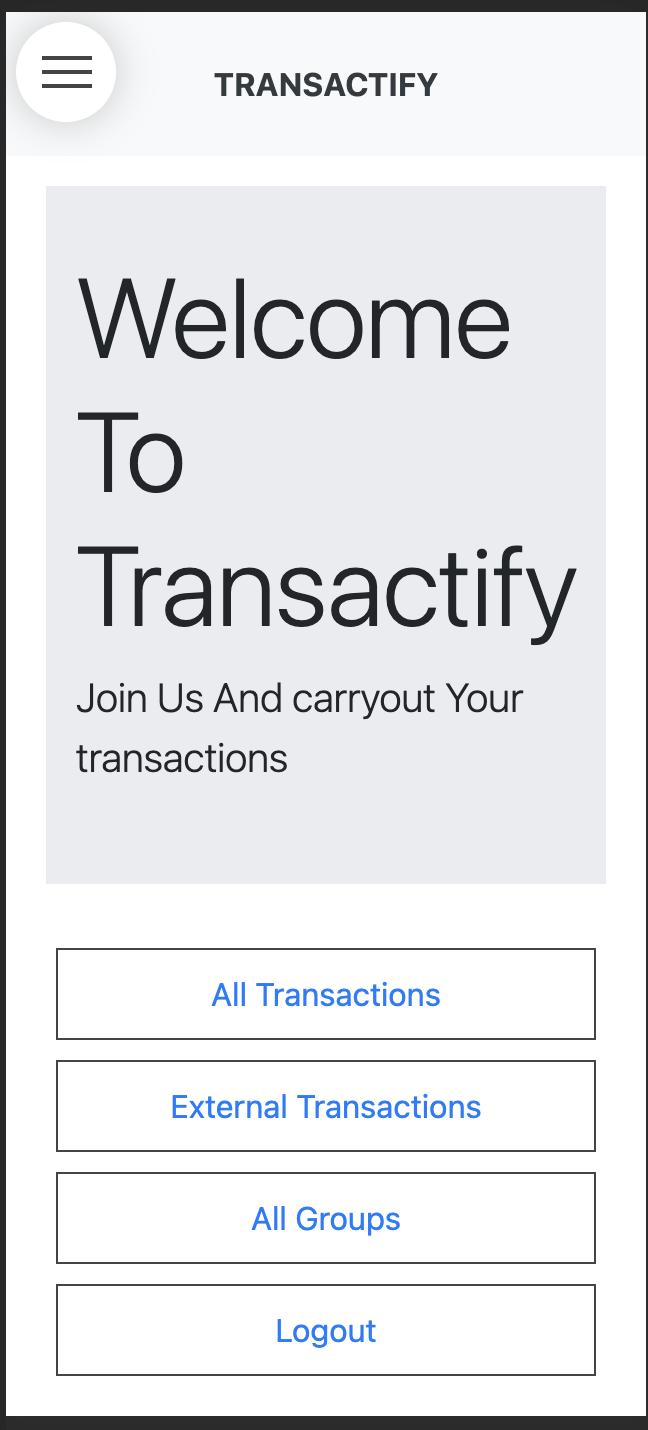 TRANSACTIFY
Welcome
To
Transactify
Join Us And carryout Your
transactions
All Transactions
External Transactions
All Groups
Logout